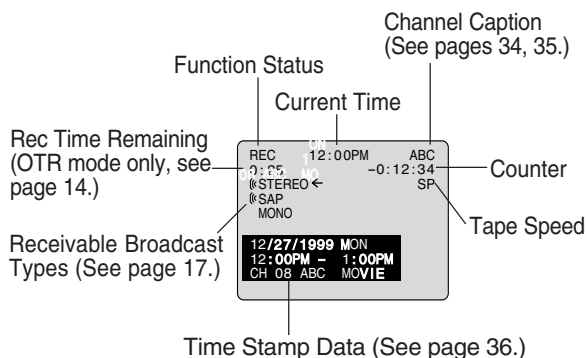 Channel Caption
(See pages 34, 35.)
Function Status
Current Time
Rec Time Remaining
(OTR mode only, see
page 14.)
REC 12:00PM ABC
0:25 -0:12:34
STEREO← SP
SAP
MONO
Counter
Tape Speed
Receivable Broadcast
Types (See page 17.)
12/27/1999 MON
12:00PM – 1:00PM
CH 08 ABC MOVIE
Time Stamp Data (See page 36.)